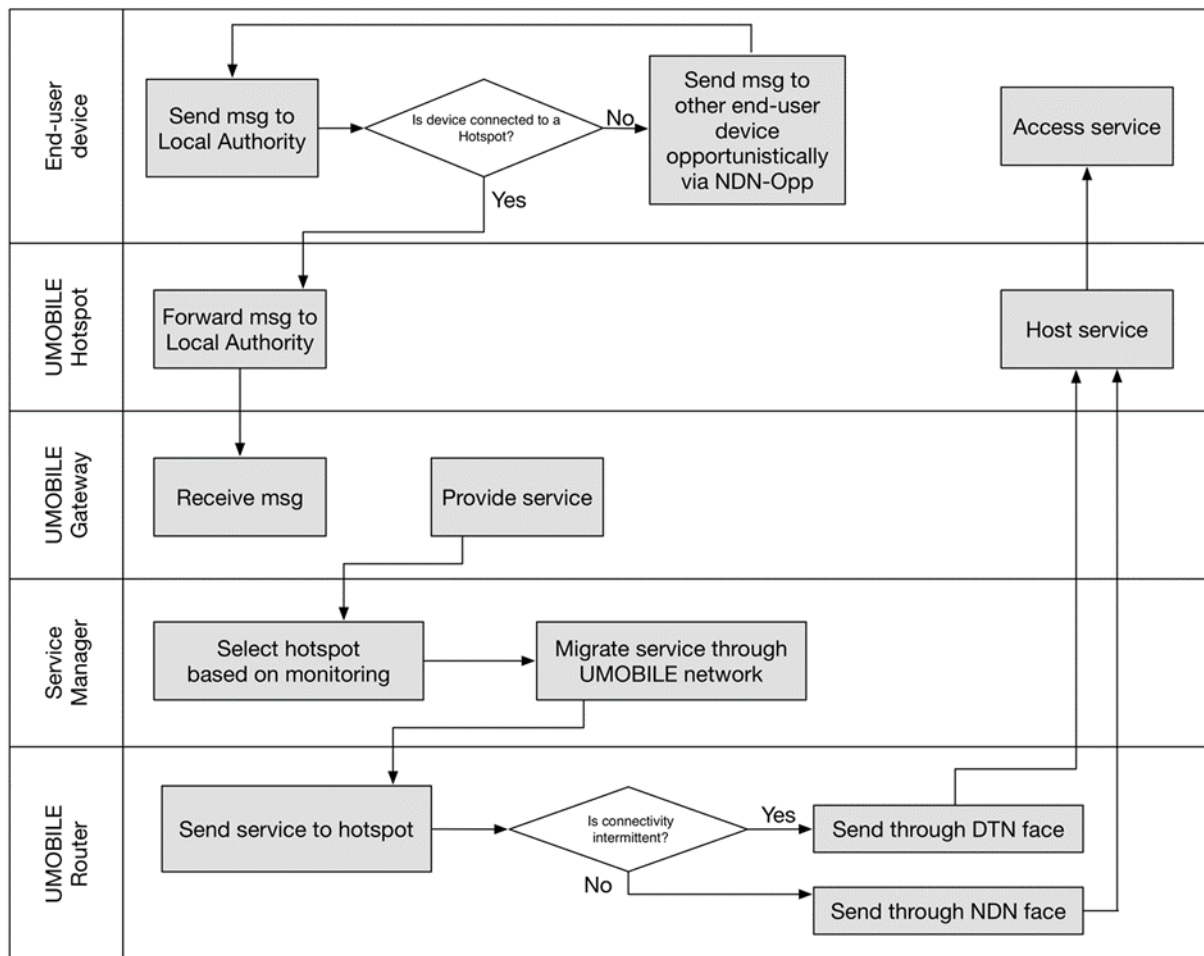 End-user
device
Send msg to
Local Authority
Is device connected to a
Hotspot?
No
Yes
Send msg to
other end-user
device
opportunistically
via NDN-Opp
Access service
UMOBILE
Hotspot
Forward msg to
Local Authority
Host service
UMOBILE
Gateway
Receive msg
Provide service
Service
Manager
Select hotspot
based on monitoring
Migrate service through
UMOBILE network
UMOBILE
Router
Send service to hotspot
Is connectivity
intermittent?
Yes
No
Send through DTN face
Send through NDN face